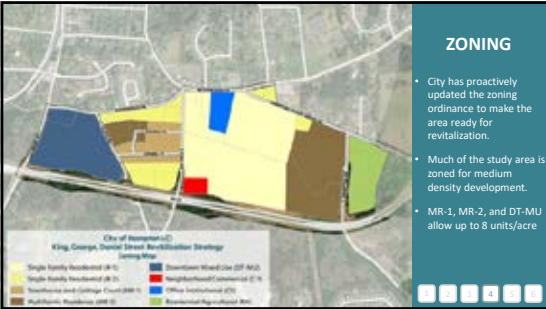 ZONING
• City has proactively
updated the zoning
ordinance to make the
area ready for
revitalization.
• Much of the study area is
zoned for medium
density development.
• MR-1, MR-2, and DT-MU
allow up to 8 units/acre
City of Hampton
King, George, Daniel Street Revitalization Strategy
Zoning Map
Single Family Residential (R-1)
Single Family Residential (R-2)
Townhouse and Cottage Court (MR-1)
Multifamily Residence (MR-2)
Downtown Mixed Use (DT-MU)
Neighborhood Commercial
Office Institutional (OI)
Residential Agricultural (RA)
1 2 3 4 5 6